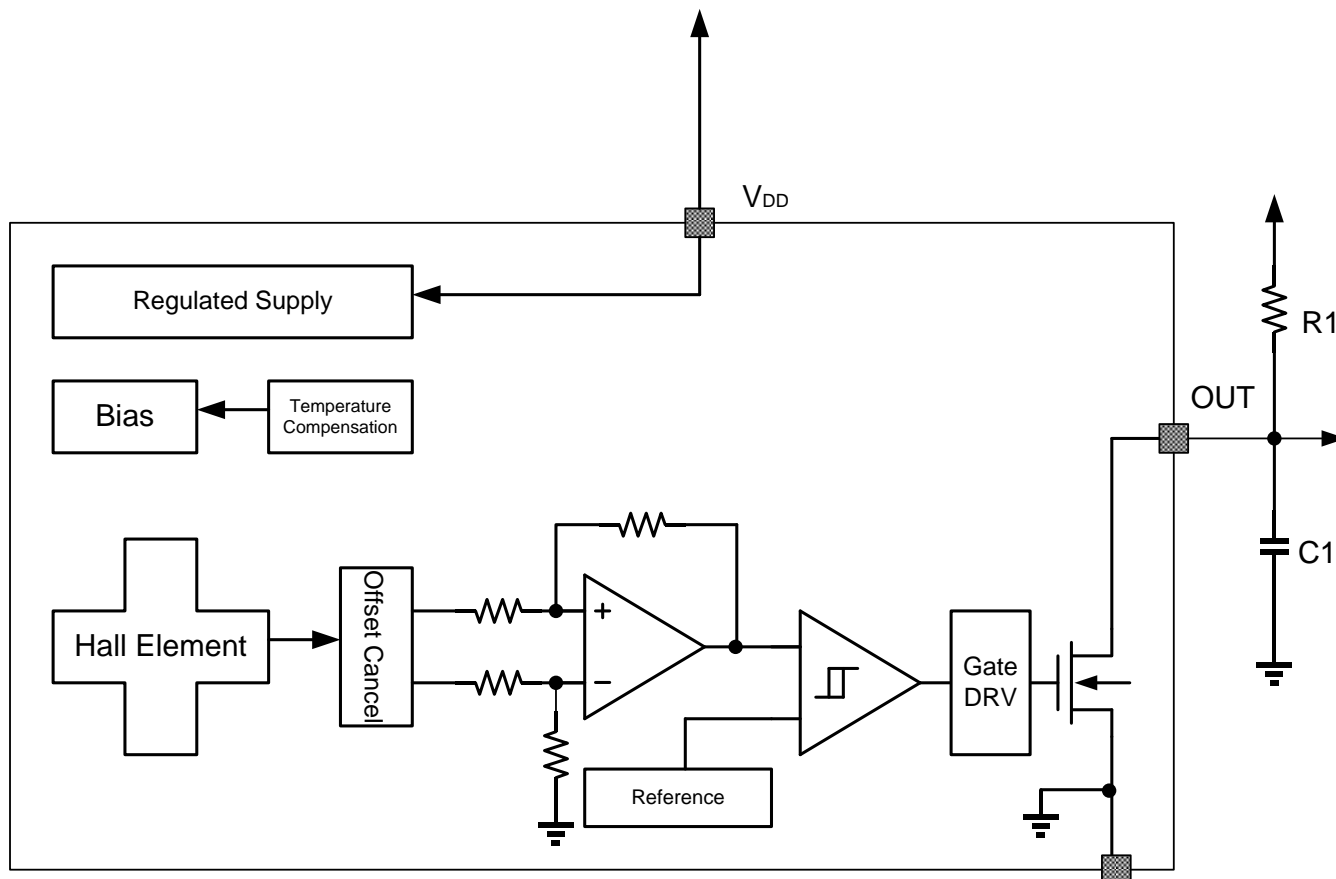 VDD
Regulated Supply
R1
Bias
Temperature
Compensation
OUT
C1
Hall Element
Offset Cancel
+
−
Gate
DRV
Reference